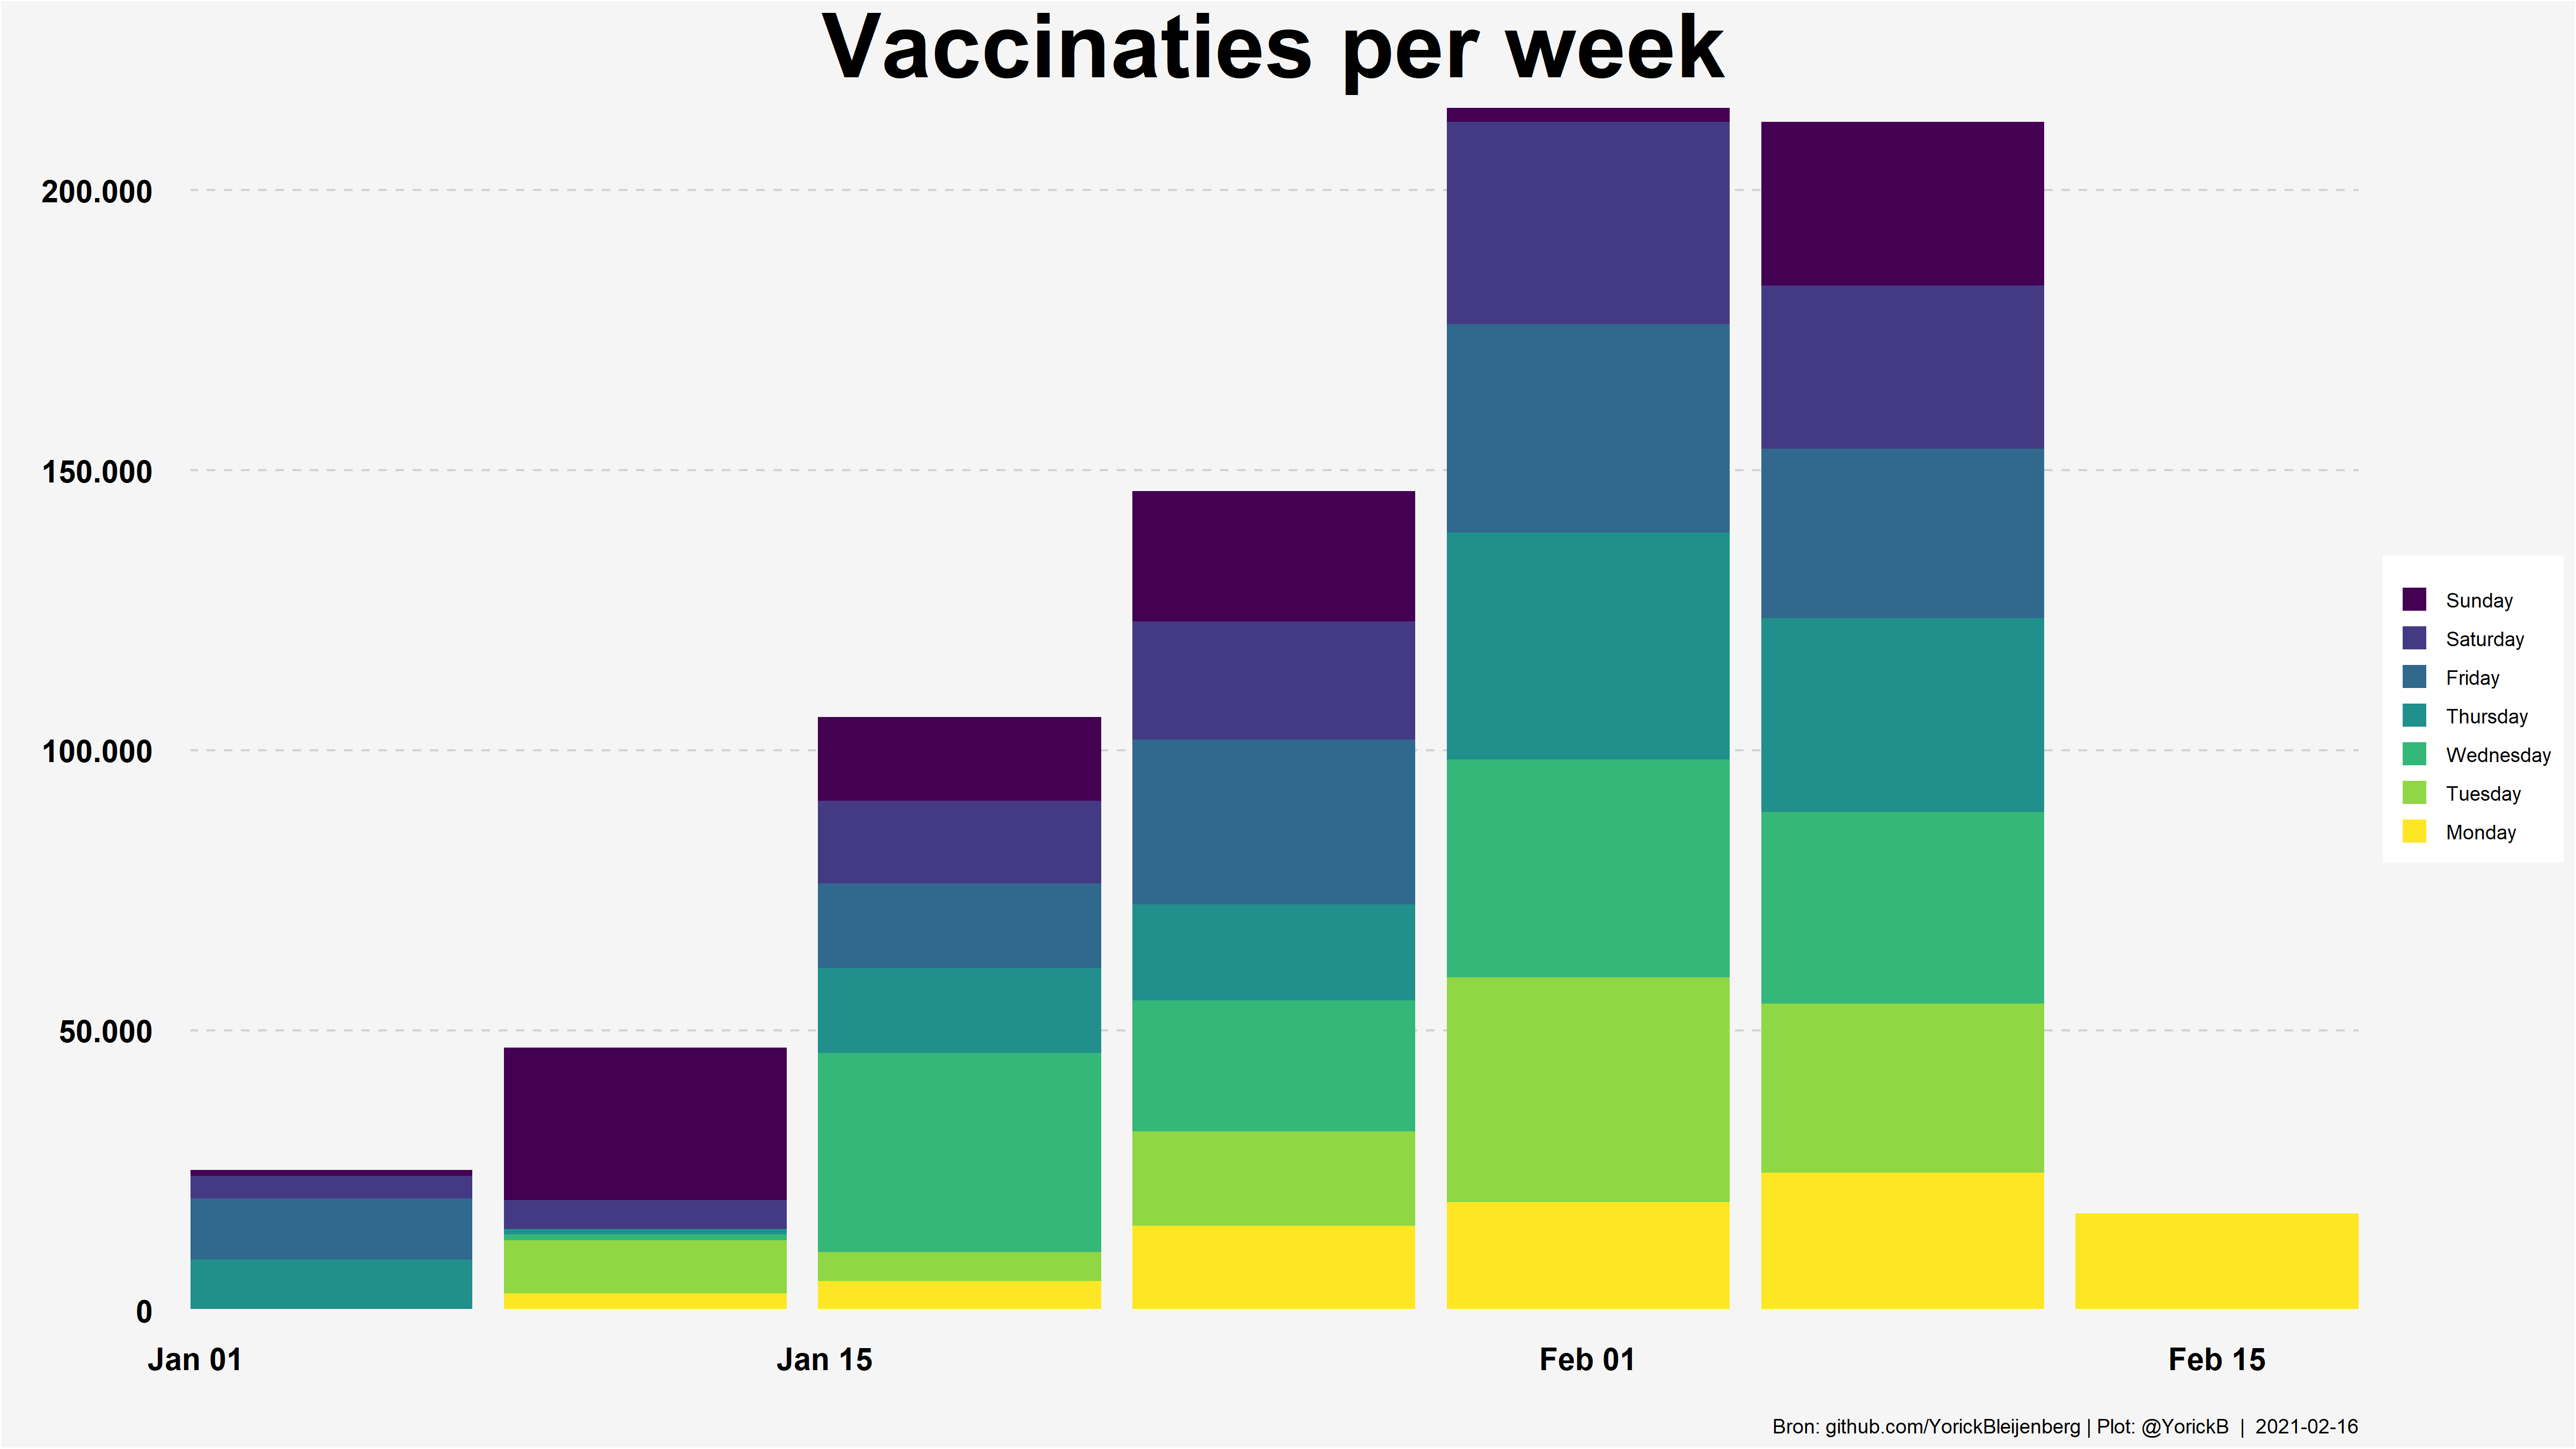 Vaccinaties per week
200.000
150.000
100.000
50.000
0
Jan 01
Jan 15
Feb 01
Feb 15
Sunday
Saturday
Friday
Thursday
Wednesday
Tuesday
Monday
Bron: github.com/YorickBleijenberg | Plot: @YorickB | 2021-02-16